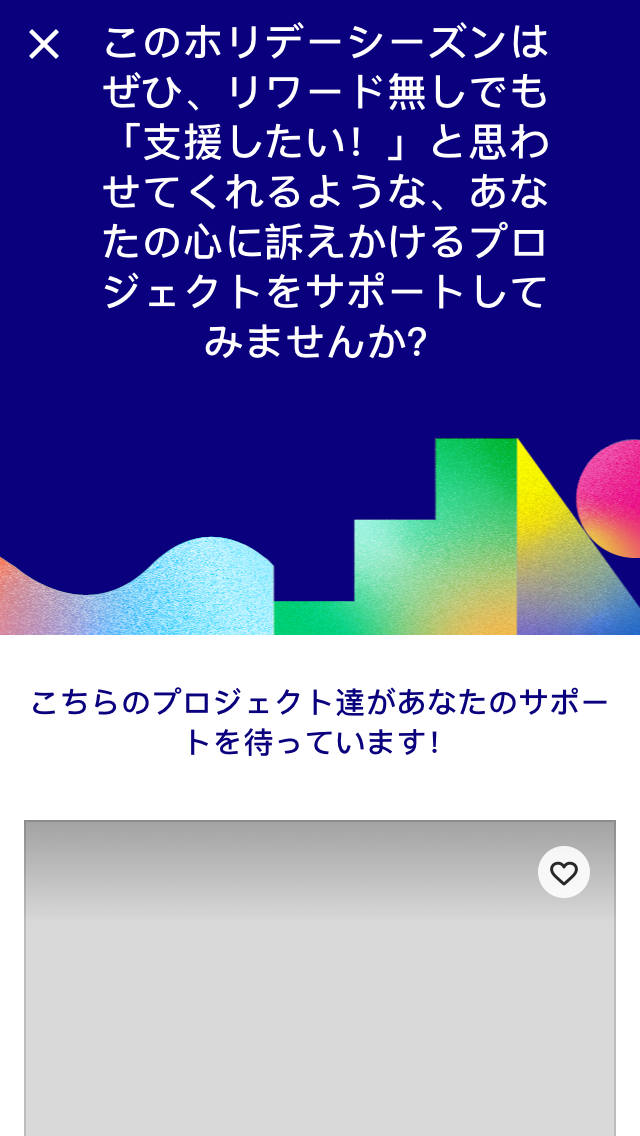 このホリデーシーズンは
ぜひ、リワード無しでも
「支援したい！」と思わ
せてくれるような、あな
たの心に訴えかけるプロ
ジェクトをサポートして
みませんか?
こちらのプロジェクト達があなたのサポー
トを待っています！